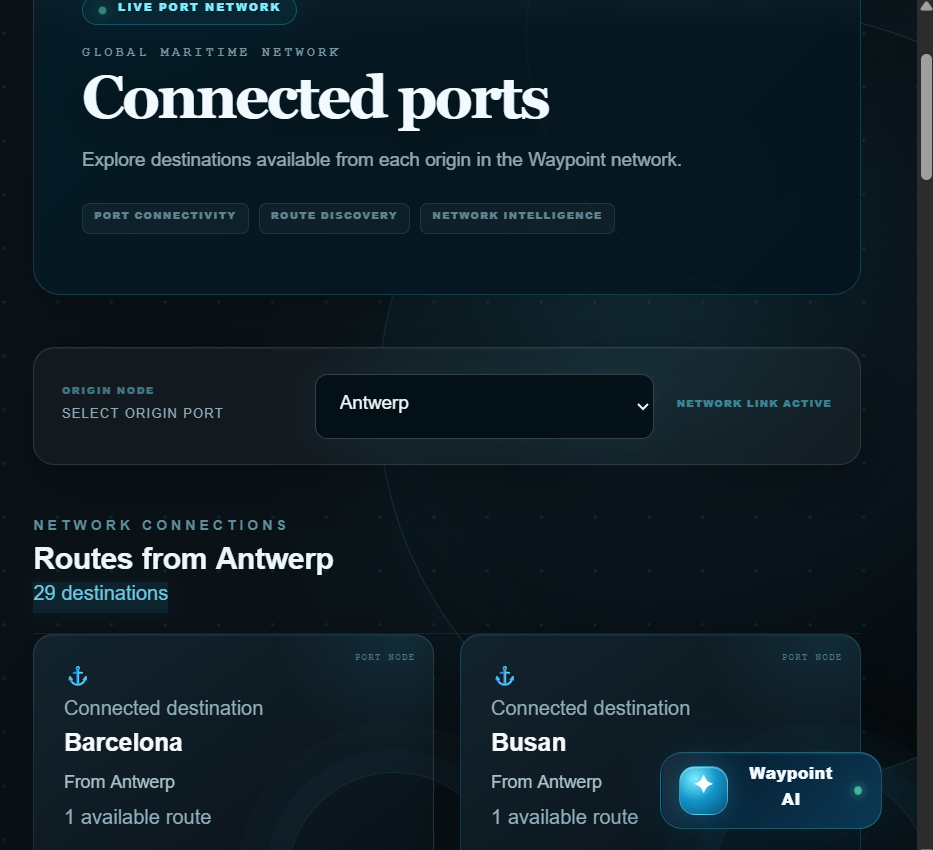 LIVE PORT NETWORK
GLOBAL MARITIME NETWORK
Connected ports
Explore destinations available from each origin in the Waypoint network.
PORT CONNECTIVITY
ROUTE DISCOVERY
NETWORK INTELLIGENCE
ORIGIN NODE
SELECT ORIGIN PORT
Antwerp
NETWORK LINK ACTIVE
NETWORK CONNECTIONS
Routes from Antwerp
29 destinations
PORT NODE
Connected destination
Barcelona
From Antwerp
1 available route
PORT NODE
Connected destination
Busan
From Antwerp
1 available route
Waypoint
AI